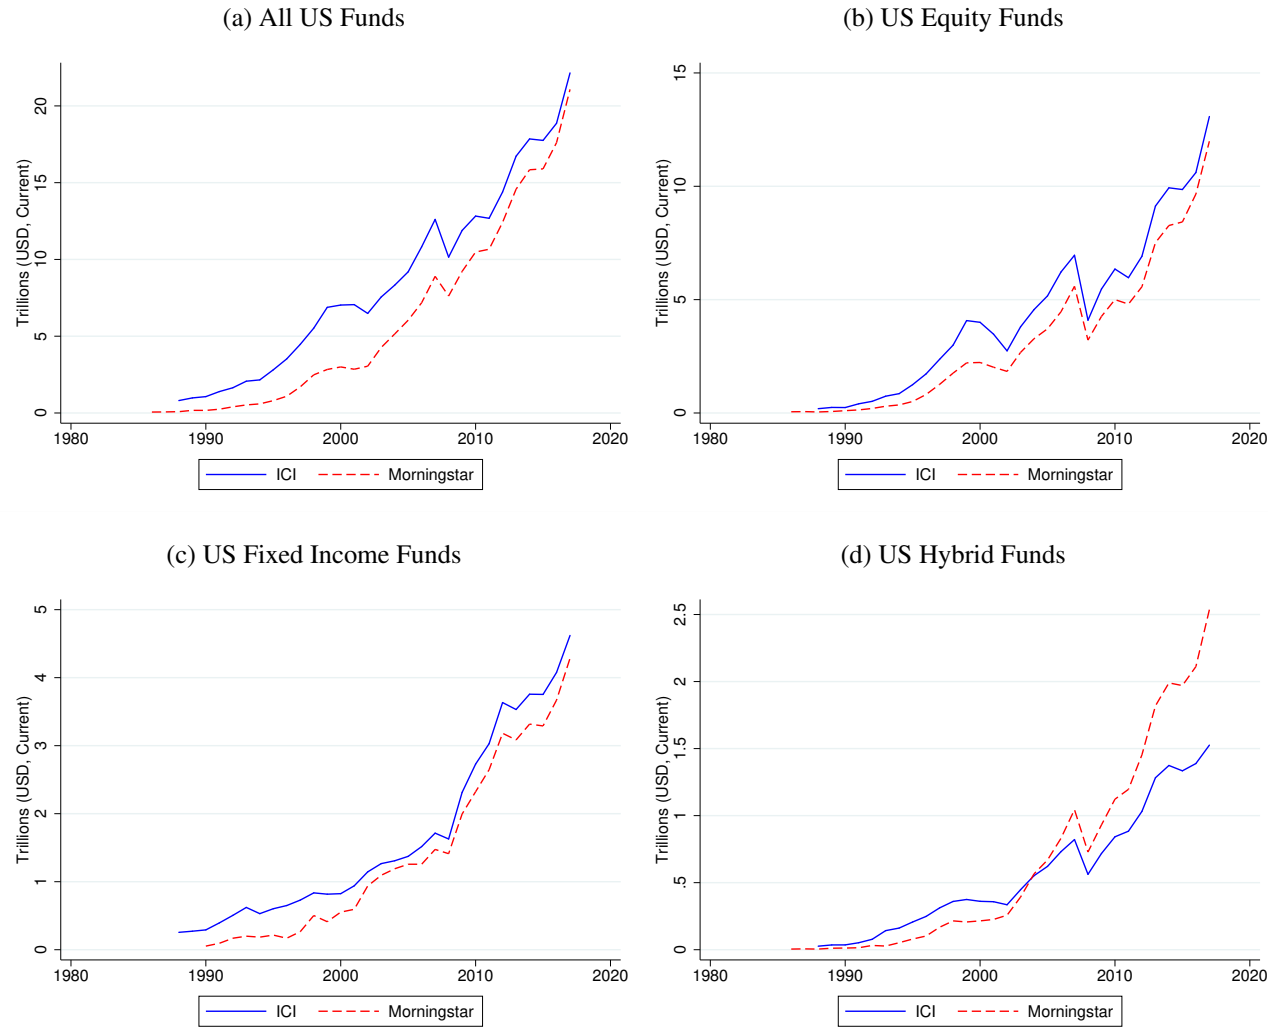 (a) All US Funds
Trillions (USD, Current)
20
15
10
5
0
1980 1990 2000 2010 2020
ICI Morningstar
(b) US Equity Funds
Trillions (USD, Current)
15
10
5
0
1980 1990 2000 2010 2020
ICI Morningstar
(c) US Fixed Income Funds
Trillions (USD, Current)
5
4
3
2
1
0
1980 1990 2000 2010 2020
ICI Morningstar
(d) US Hybrid Funds
Trillions (USD, Current)
2.5
2
1.5
1
.5
0
1980 1990 2000 2010 2020
ICI Morningstar